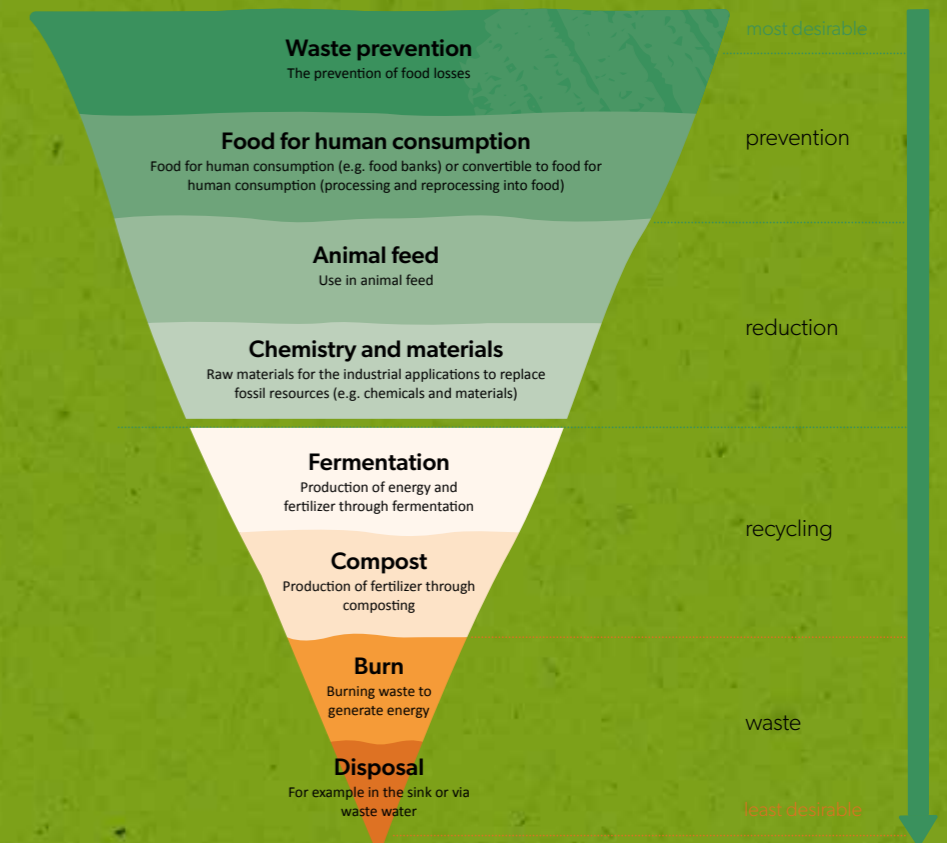 most desirable
Waste prevention
The prevention of food losses
prevention
Food for human consumption
Food for human consumption (e.g. food banks) or convertible to food for
human consumption (processing and reprocessing into food)
Animal feed
Use in animal feed
reduction
Chemistry and materials
Raw materials for the industrial applications to replace
fossil resources (e.g. chemicals and materials)
Fermentation
Production of energy and
fertilizer through fermentation
recycling
Compost
Production of fertilizer through
composting
Burn
Burning waste to
generate energy
waste
Disposal
For example in the sink or via
waste water
least desirable